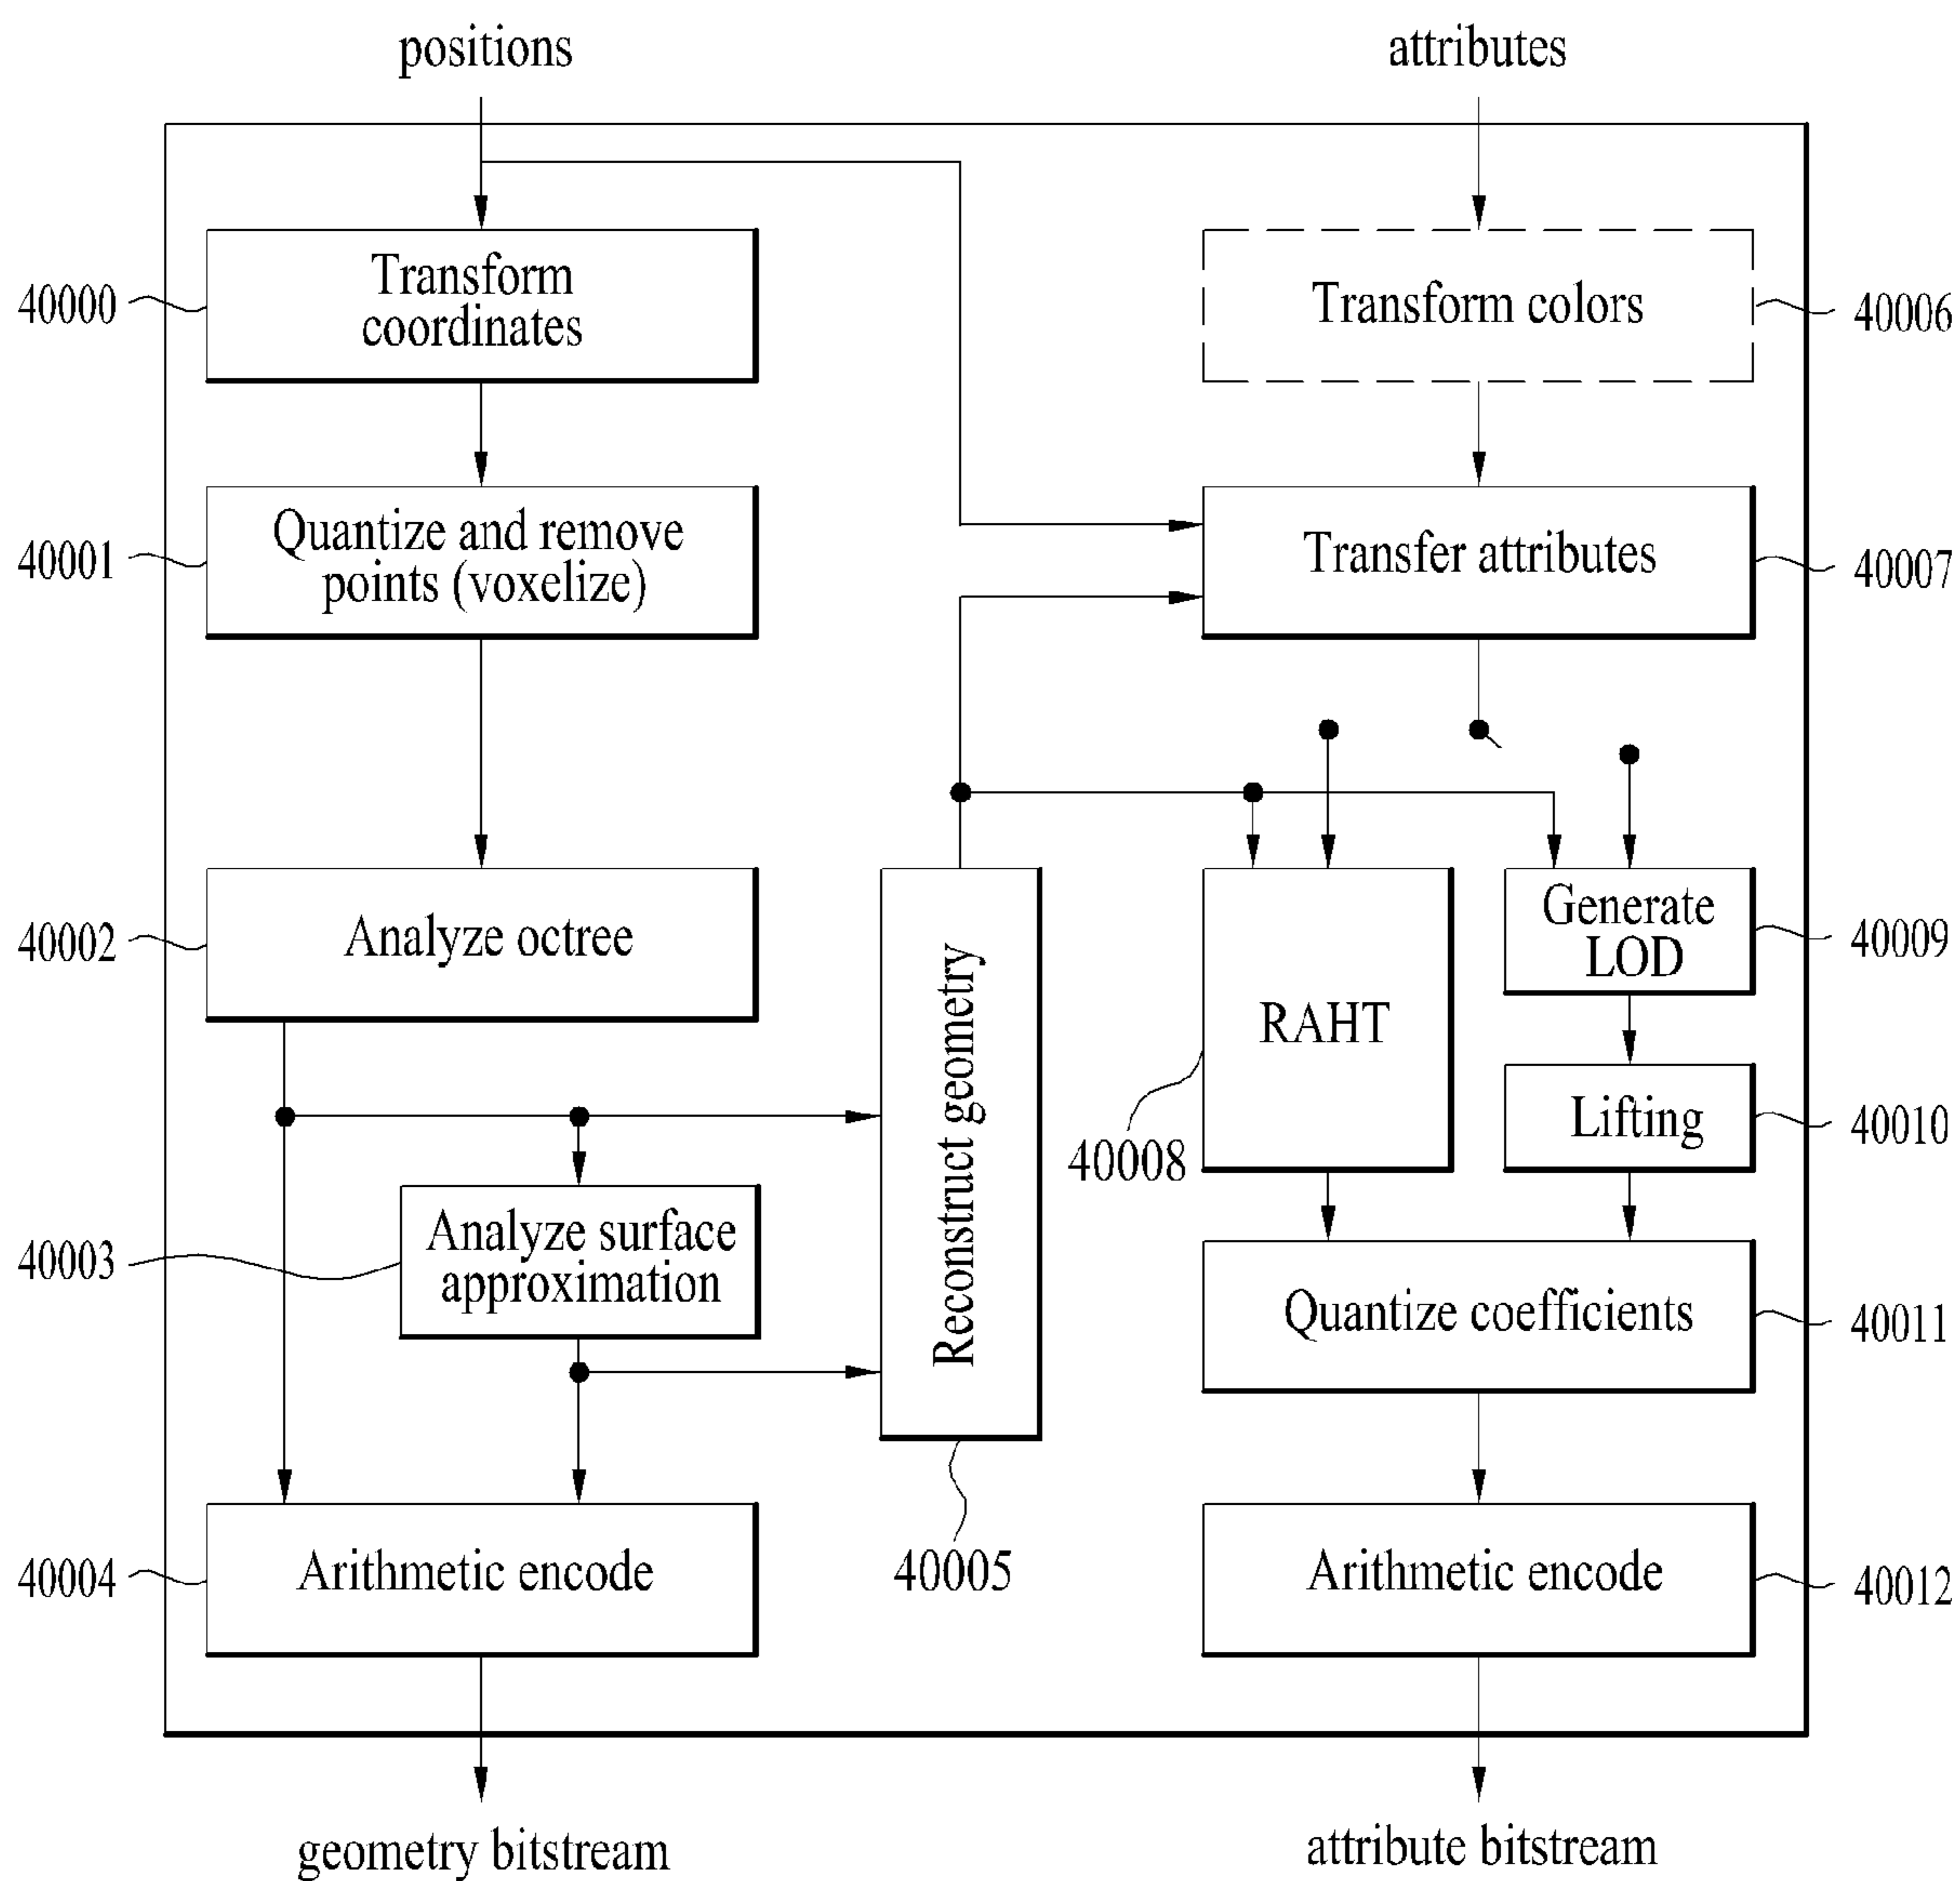 positions
attributes
Transform
coordinates
40000
Transform colors
40006
Quantize and remove
points (voxelize)
40001
Transfer attributes
40007
Analyze octree
40002
Reconstruct geometry
40005
RAHT
40008
Generate
LOD
40009
Lifting
40010
Analyze surface
approximation
40003
Quantize coefficients
40011
Arithmetic encode
40004
Arithmetic encode
40012
geometry bitstream
attribute bitstream